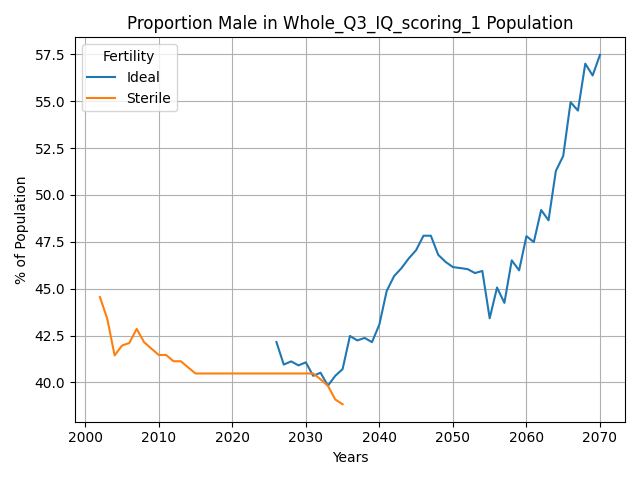 Proportion Male in Whole_Q3_IQ_scoring_1 Population
Fertility
Ideal
Sterile
% of Population
57.5
55.0
52.5
50.0
47.5
45.0
42.5
40.0
2000
2010
2020
2030
2040
2050
2060
2070
Years